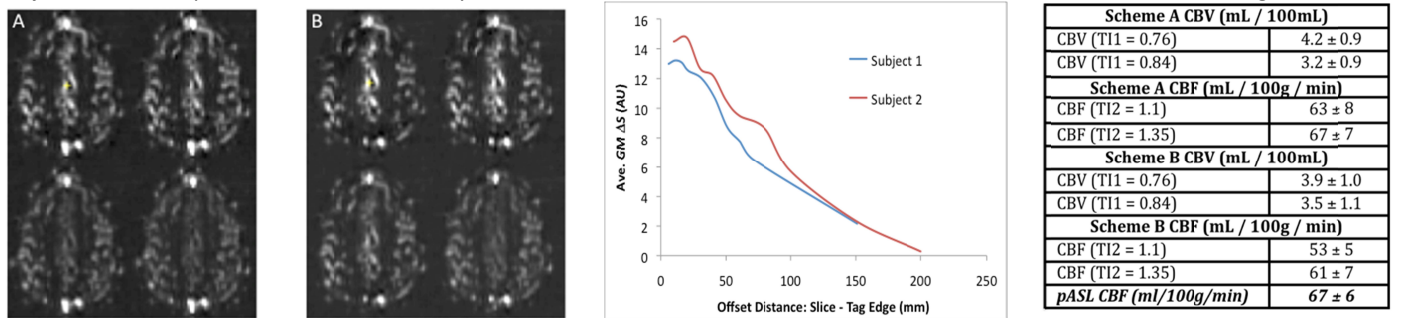 A
B
16
14
12
10
8
6
4
2
0
0
50
100
150
200
250
Ave. GM ΔS (AU)
Offset Distance: Slice - Tag Edge (mm)
Subject 1
Subject 2
Scheme A CBV (mL / 100mL)
CBV (TI1 = 0.76) 4.2 ± 0.9
CBV (TI1 = 0.84) 3.2 ± 0.9
Scheme A CBF (mL / 100g / min)
CBF (TI2 = 1.1) 63 ± 8
CBF (TI2 = 1.35) 67 ± 7
Scheme B CBV (mL / 100mL)
CBV (TI1 = 0.76) 3.9 ± 1.0
CBV (TI1 = 0.84) 3.5 ± 1.1
Scheme B CBF (mL / 100g / min)
CBF (TI2 = 1.1) 53 ± 5
CBF (TI2 = 1.35) 61 ± 7
pASL CBF (ml/100g/min) 67 ± 6